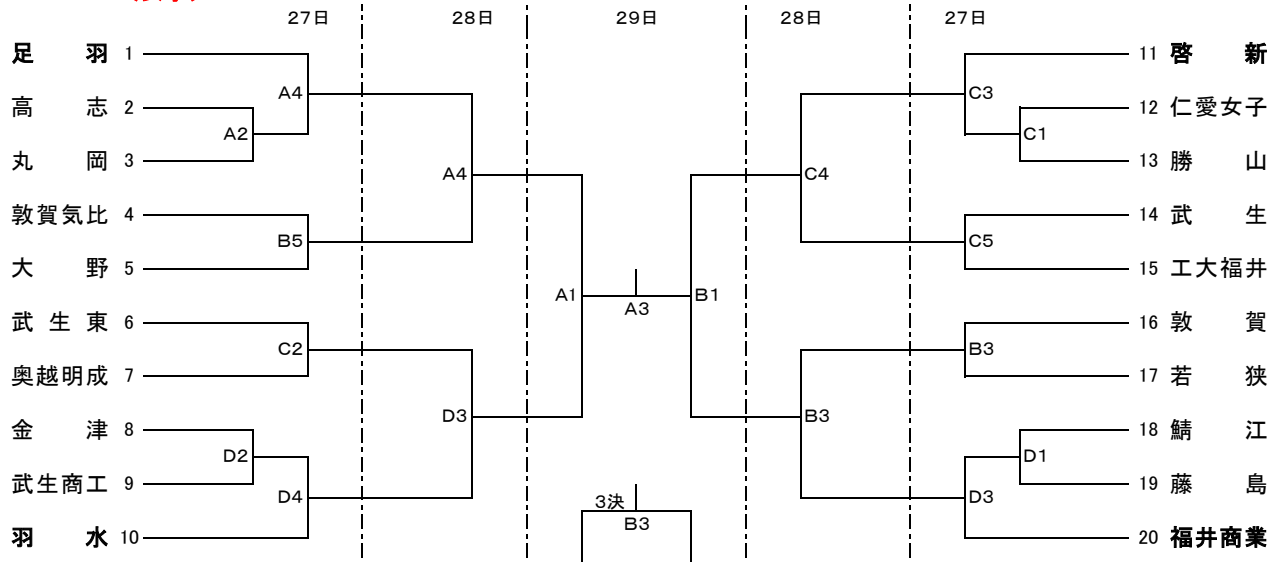 27日 28日 29日 28日 27日
足羽 1 11 啓新
A4 C3
高志 2 12 仁愛女子
A2 C1
丸岡 3 13 勝山
A4 C4
敦賀気比 4 14 武生
B5 C5
大野 5 15 工大福井
A1 A3 B1
武生東 6 16 敦賀
C2 B3
奥越明成 7 17 若狭
D3 B3
金津 8 18 鯖江
D2 D1
武生商工 9 19 藤島
D4 3決 D3
B3
羽水 10 20 福井商業